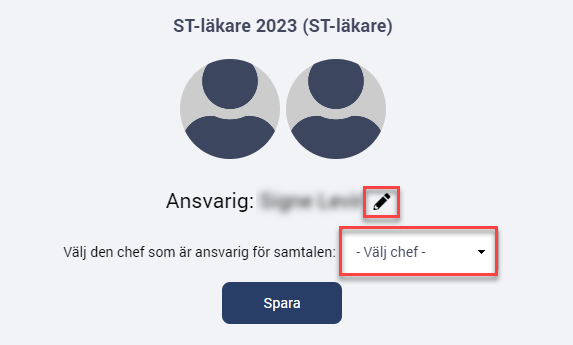 ST-läkare 2023 (ST-läkare)
Ansvarig:
Välj den chef som är ansvarig för samtalen: - Välj chef -
Spara